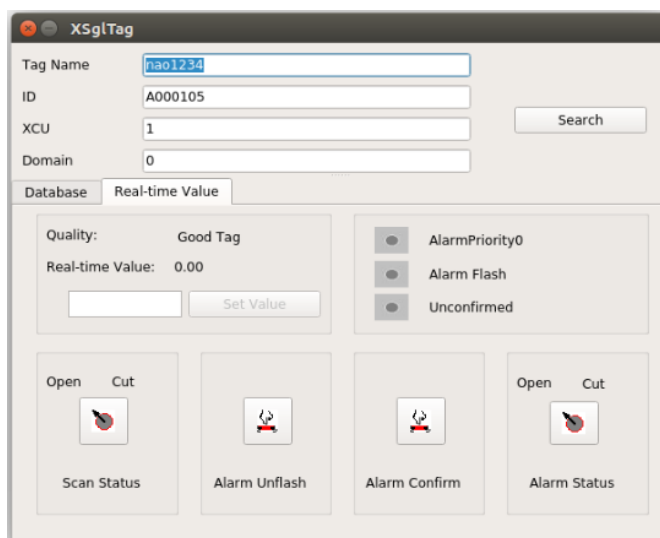 XSglTag
Tag Name nao1234
ID A000105
Search
XCU 1
Domain 0
Database Real-time Value
Quality: Good Tag
Real-time Value: 0.00
Set Value
AlarmPriority0
Alarm Flash
Unconfirmed
Open Cut
Scan Status
Alarm Unflash
Alarm Confirm
Open Cut
Alarm Status